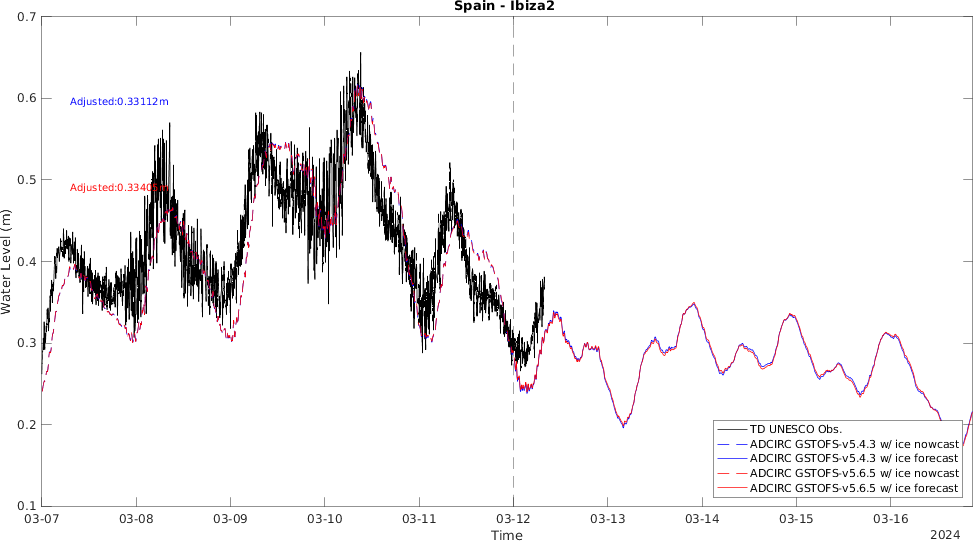 Spain - Ibiza2
0.7
0.6
0.5
0.4
0.3
0.2
0.1
Water Level (m)
Adjusted:0.33112m
TD UNESCO Obs.
ADCIRC GSTOFS-v5.4.3 w/ ice nowcast
ADCIRC GSTOFS-v5.4.3 w/ ice forecast
ADCIRC GSTOFS-v5.6.5 w/ ice nowcast
ADCIRC GSTOFS-v5.6.5 w/ ice forecast
03-07 03-08 03-09 03-10 03-11 03-12 03-13 03-14 03-15 03-16
Time
2024